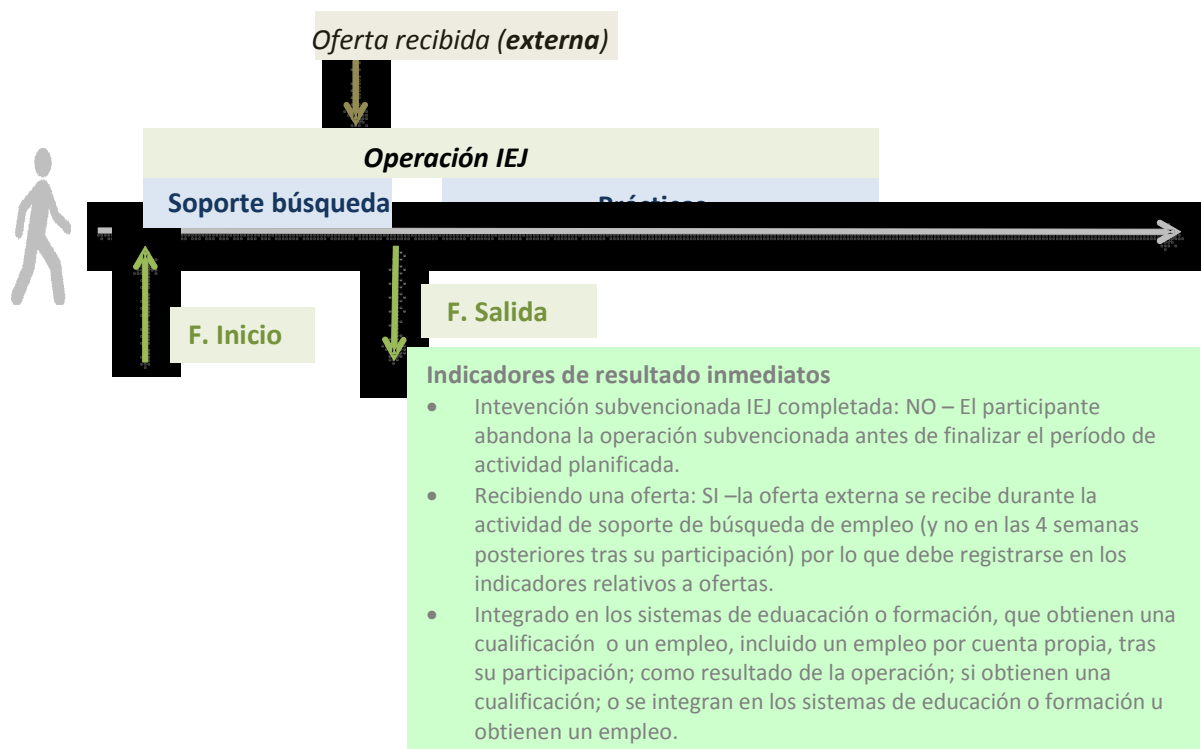 Oferta recibida (externa)
Operación IEJ
Soporte búsqueda
Prácticas
F. Inicio
F. Salida
Indicadores de resultado inmediatos
• Intevención subvencionada IEJ completada: NO – El participante
abandona la operación subvencionada antes de finalizar el período de
actividad planificada.
• Recibiendo una oferta: SI –la oferta externa se recibe durante la
actividad de soporte de búsqueda de empleo (y no en las 4 semanas
posteriores tras su participación) por lo que debe registrarse en los
indicadores relativos a ofertas.
• Integrado en los sistemas de eduacación o formación, que obtienen una
cualificación o un empleo, incluido un empleo por cuenta propia, tras
su participación; como resultado de la operación; si obtienen una
cualificación; o se integran en los sistemas de educación o formación u
obtienen un empleo.